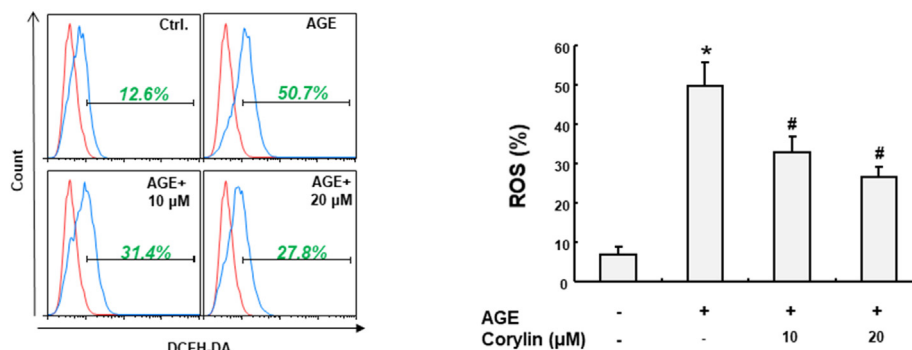 Ctrl.
12.6%
AGE
50.7%
AGE+
10 µM
31.4%
AGE+
20 µM
27.8%
Count
DCFH-DA
ROS (%)
60
50
40
30
20
10
0
*
#
#
AGE - + + +
Corylin (µM) - - 10 20